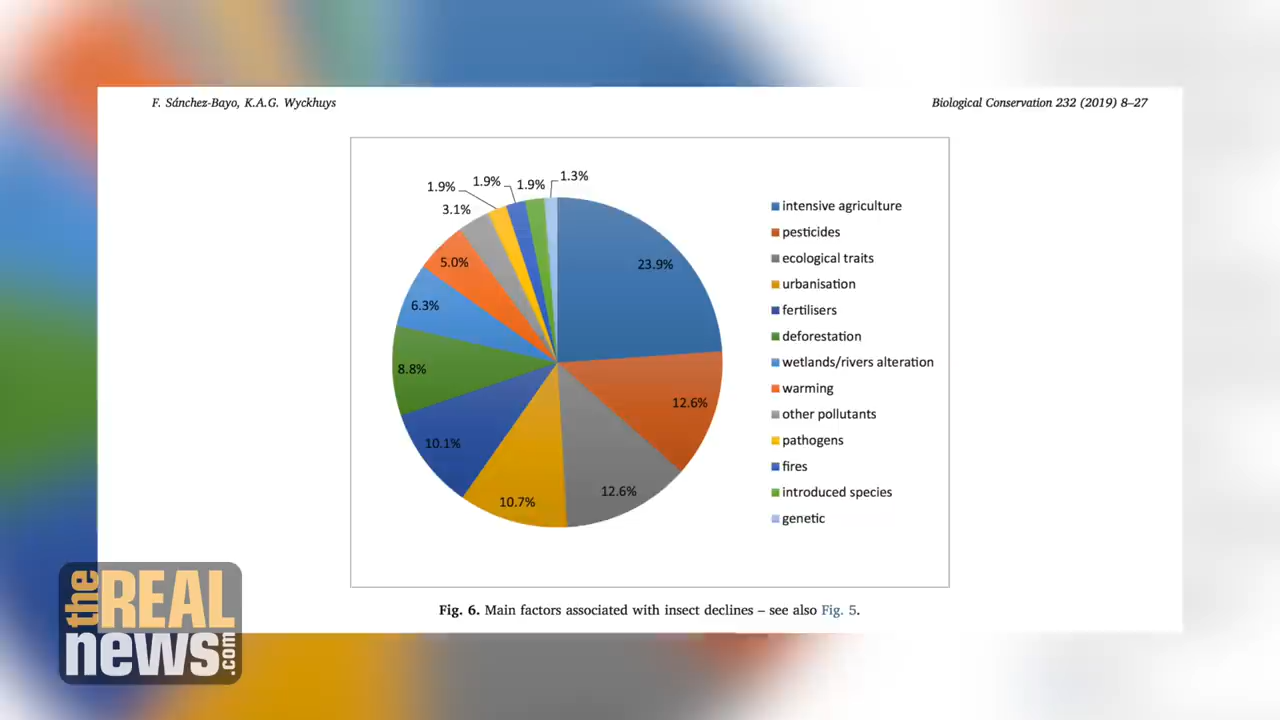 F. Sánchez-Bayo, K.A.G. Wyckhuys
Biological Conservation 232 (2019) 8–27
1.9%
1.9%
1.9%
1.3%
3.1%
5.0%
6.3%
8.8%
10.1%
10.7%
12.6%
12.6%
23.9%
intensive agriculture
pesticides
ecological traits
urbanisation
fertilisers
deforestation
wetlands/rivers alteration
warming
other pollutants
pathogens
fires
introduced species
genetic
Fig. 6. Main factors associated with insect declines – see also Fig. 5.
the REAL
news.com